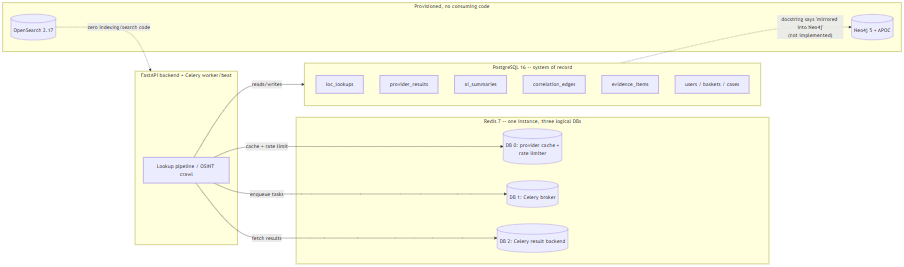 Provisioned, no consuming code
OpenSearch 2.17
zero indexing/search code
docstring says 'mirrored
into Neo4j'
(not implemented)
Neo4j 5 + APOC
FastAPI backend + Celery worker/beat
Lookup pipeline / OSINT
crawl
reads/writes
cache + rate limit
enqueue tasks
fetch results
PostgreSQL 16 -- system of record
ioc_lookups
provider_results
ai_summaries
correlation_edges
evidence_items
users / baskets / cases
Redis 7 -- one instance, three logical DBs
DB 0: provider cache +
rate limiter
DB 1: Celery broker
DB 2: Celery result backend